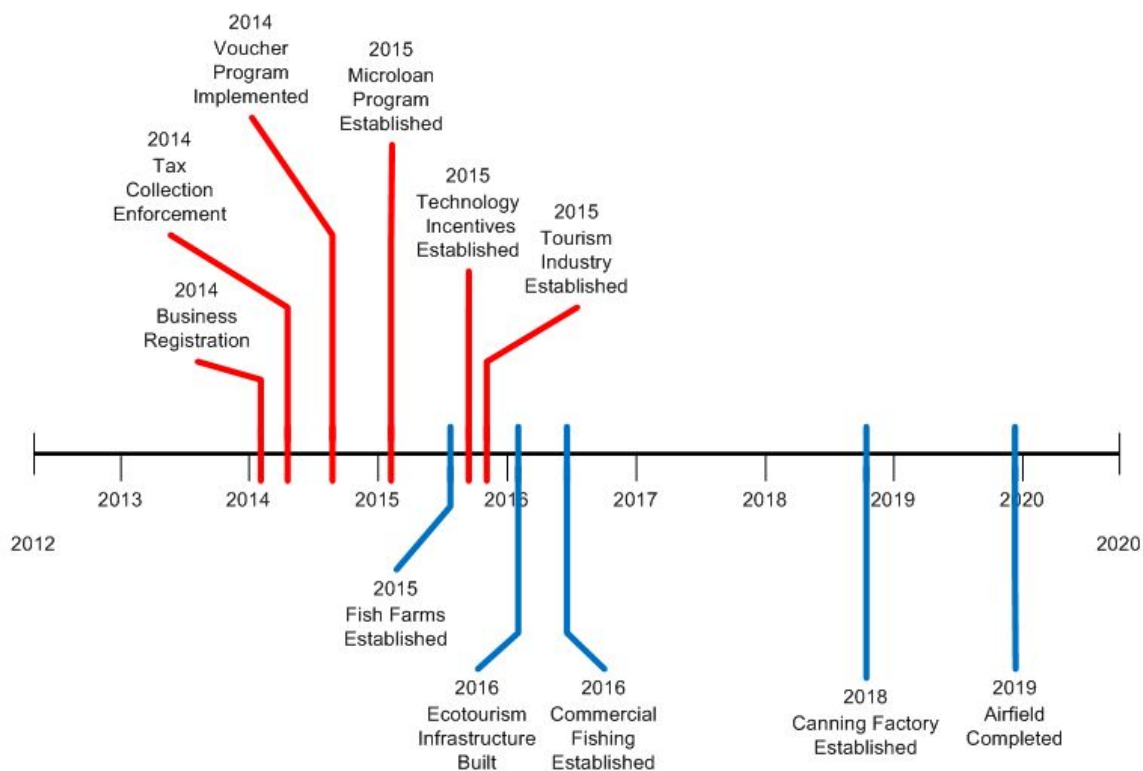 2014
Voucher
Program
Implemented
2015
Microloan
Program
Established
2014
Tax
Collection
Enforcement
2015
Technology
Incentives
Established
2015
Tourism
Industry
Established
2014
Business
Registration
2013
2014
2015
2016
2017
2018
2019
2020
2012
2020
2015
Fish Farms
Established
2016
Ecotourism
Infrastructure
Built
2016
Commercial
Fishing
Established
2018
Canning Factory
Established
2019
Airfield
Completed